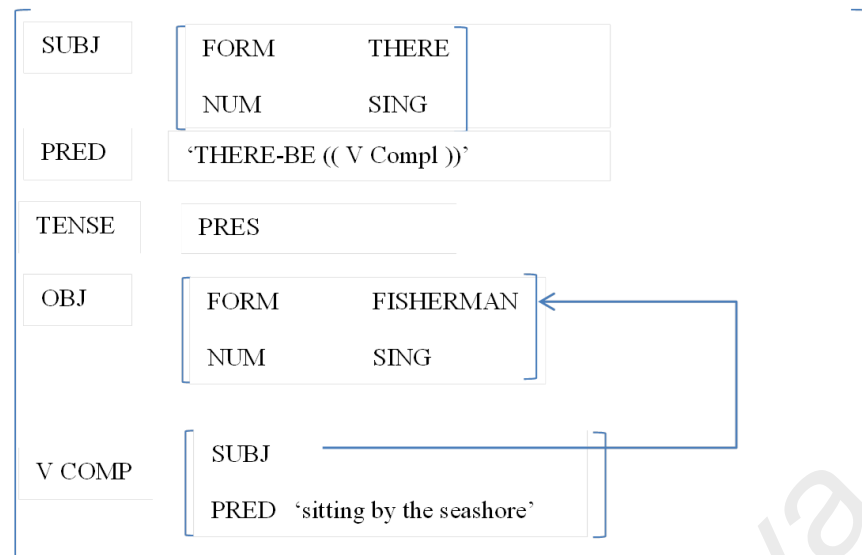 SUBJ FORM THERE
NUM SING
PRED ‘THERE-BE (( V Compl ))’
TENSE PRES
OBJ FORM FISHERMAN
NUM SING
SUBJ
V COMP
PRED ‘sitting by the seashore’